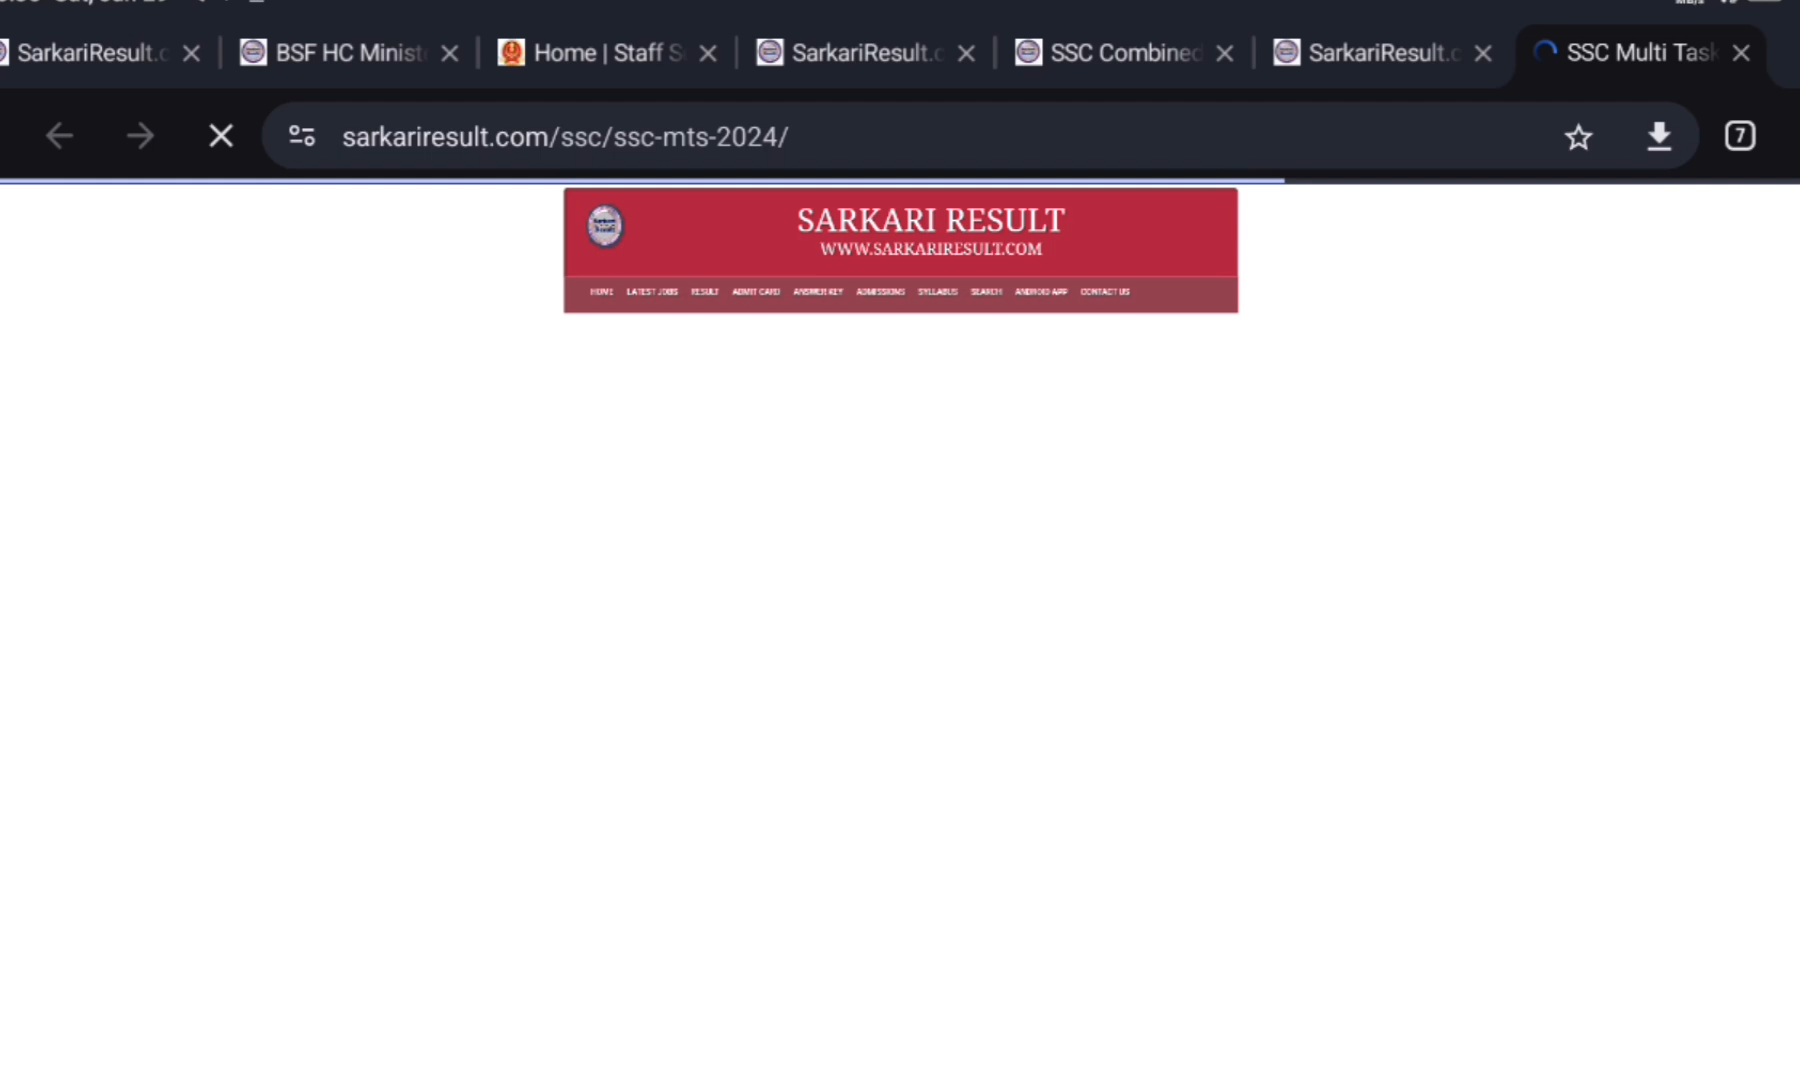 SarkariResult.c
BSF HC Minist
Home | Staff S
SarkariResult.c
SSC Combined
SarkariResult.c
SSC Multi Task
sarkariresult.com/ssc/ssc-mts-2024/
7
SARKARI RESULT
WWW.SARKARIRESULT.COM
HOME LATEST JOBS RESULT ADMIT CARD ANSWER KEY ADMISSIONS SYLLABUS SEARCH ANDROID APP CONTACT US